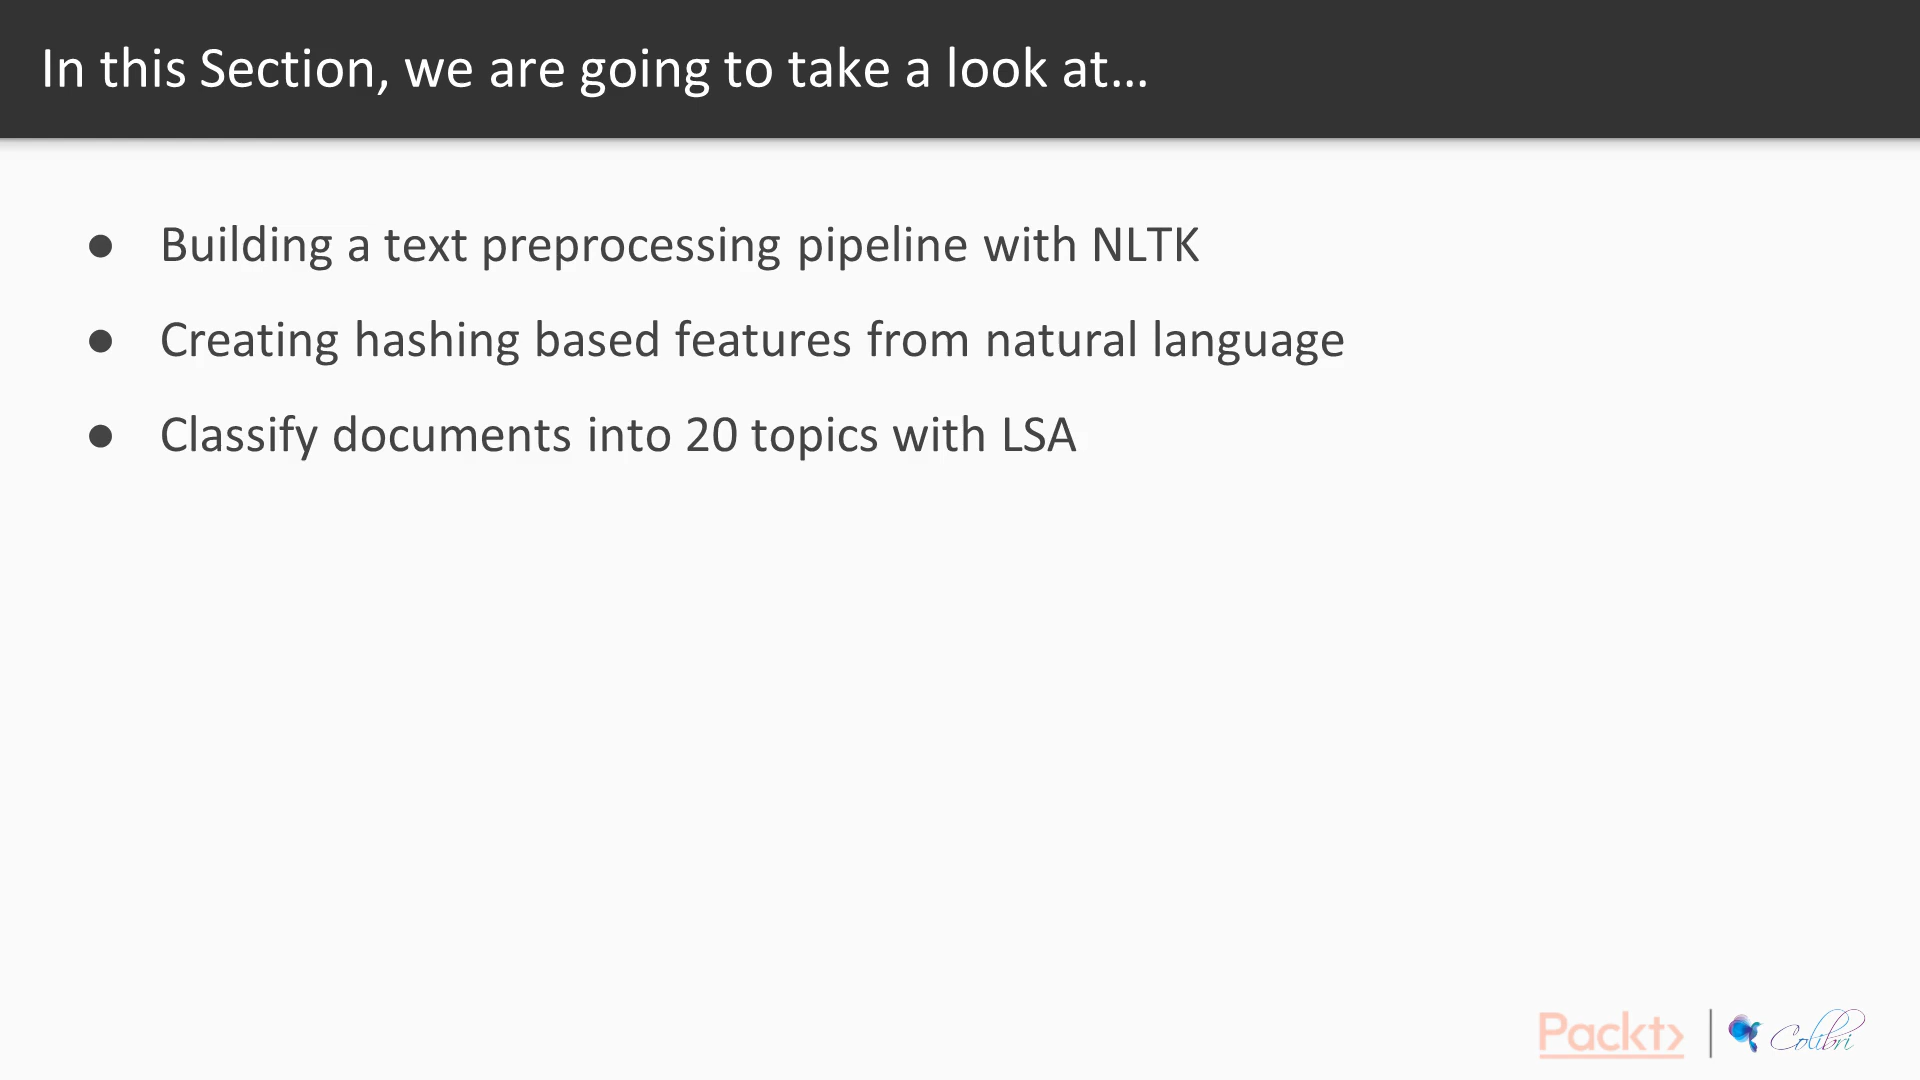 In this Section, we are going to take a look at...
● Building a text preprocessing pipeline with NLTK
● Creating hashing based features from natural language
● Classify documents into 20 topics with LSA
Packt> | Colibri